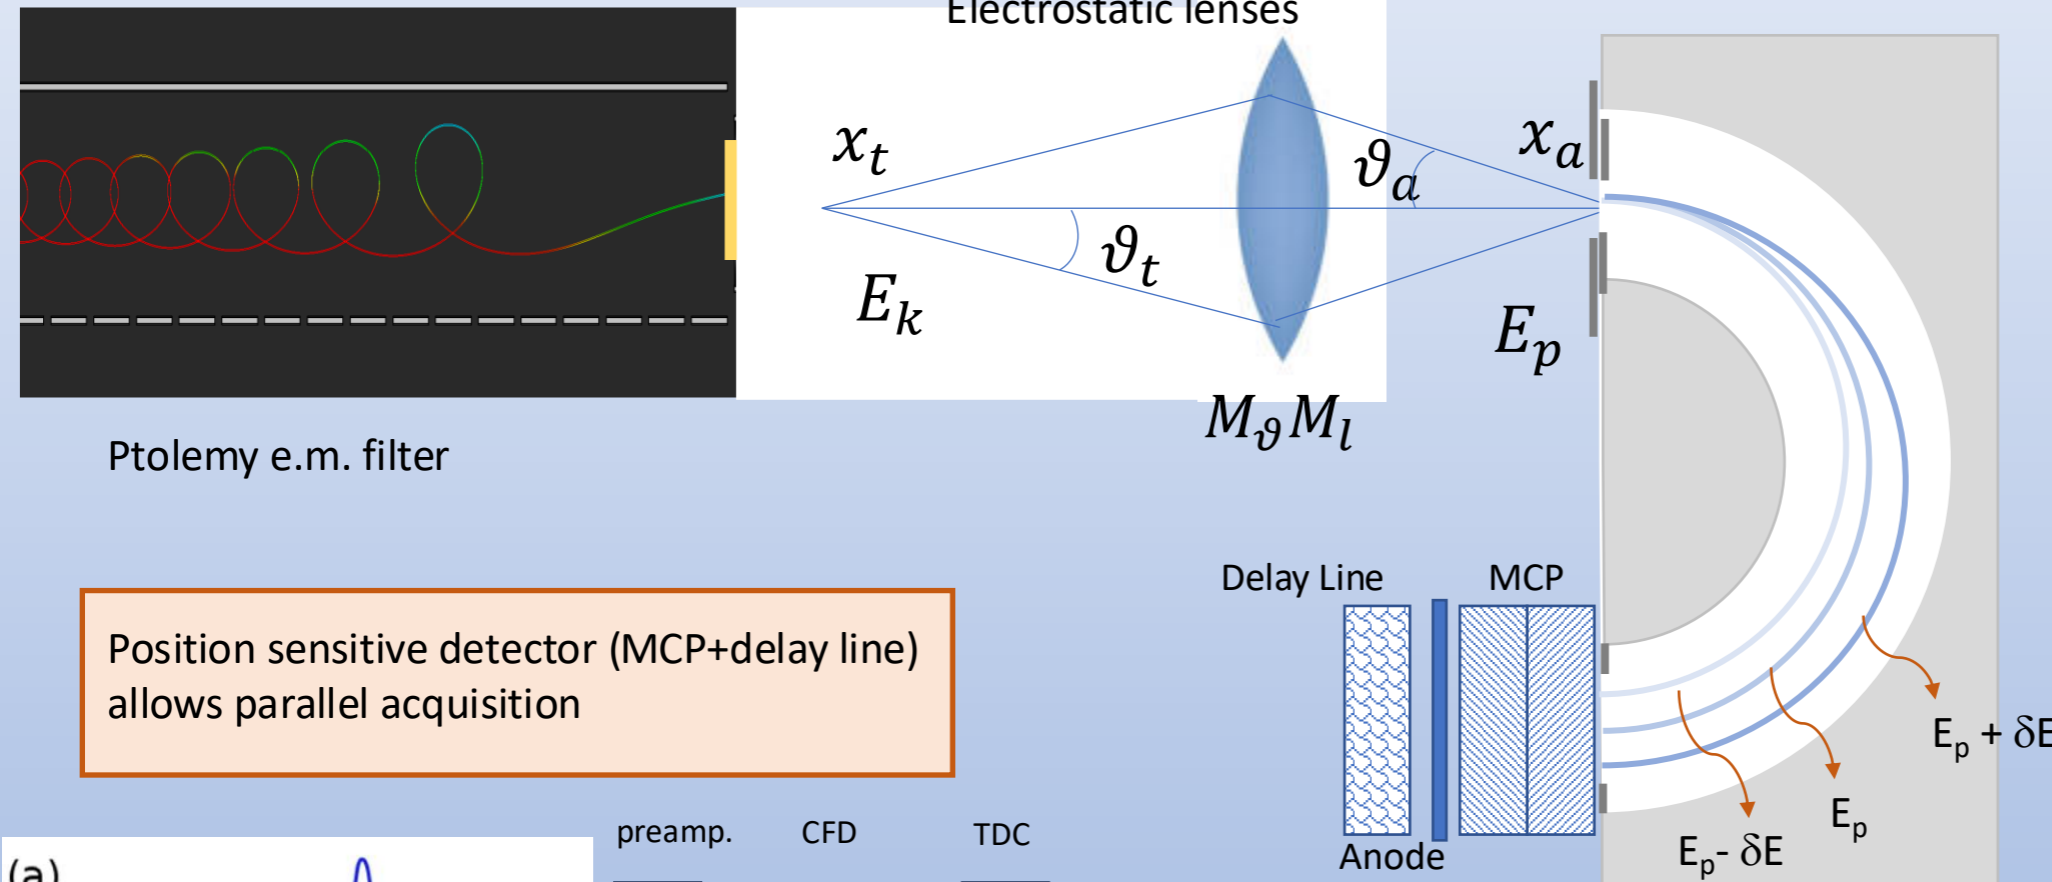 Electrostatic lenses
x_t
ϑ_a
x_a
ϑ_t
E_k
E_p
M_ϑ M_l
Ptolemy e.m. filter
Delay Line
MCP
Position sensitive detector (MCP+delay line)
allows parallel acquisition
E_p + δE
E_p
E_p- δE
Anode
preamp.
CFD
TDC
(a)